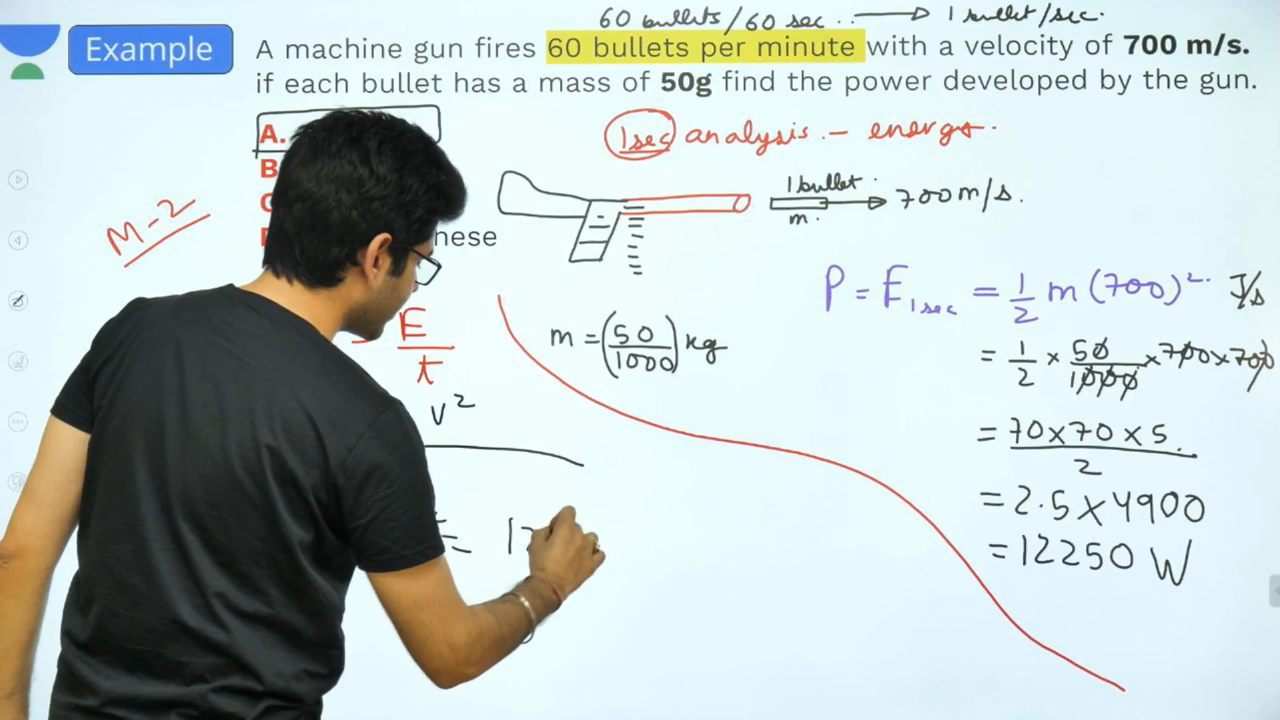 60 bullets/60 sec .. → 1 bullet/sec.
Example
A machine gun fires 60 bullets per minute with a velocity of 700 m/s.
if each bullet has a mass of 50g find the power developed by the gun.
A.
B
1sec analysis. - energy.
1 bullet.
m.
700 m/s.
M-2
nese
P = E1sec = 1/2 m (700)². J/s
E/t
m = (50/1000) kg
= 1/2 × 50/1000 × 700 × 700
v²
= 70×70×5. / 2
= 2.5 × 4900
= 1
= 12250 W